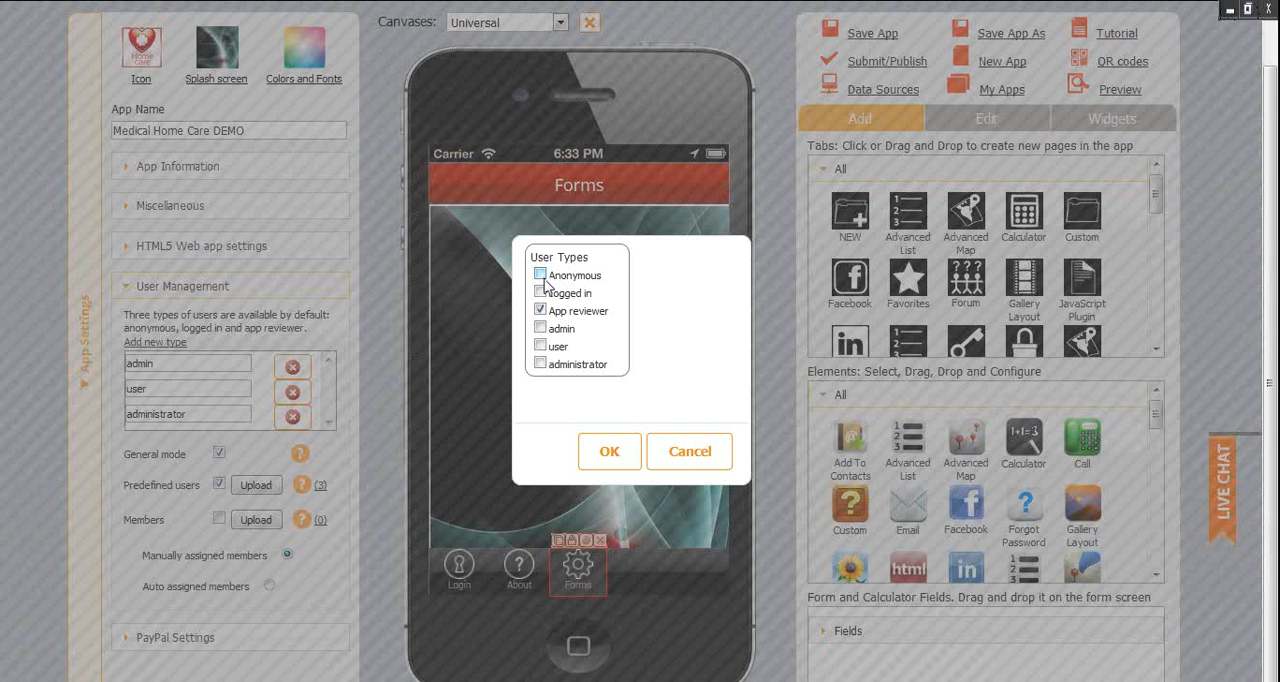 Canvases: Universal
Home Care
Icon
Splash screen
Colors and Fonts
App Name
Medical Home Care DEMO
App Information
Miscellaneous
HTML5 Web app settings
User Management
Three types of users are available by default:
anonymous, logged in and app reviewer.
Add new type
admin
user
administrator
General mode
Predefined users Upload (3)
Members Upload (0)
Manually assigned members
Auto assigned members
PayPal Settings
App Settings
Carrier 6:33 PM
Forms
User Types
Anonymous
logged in
App reviewer
admin
user
administrator
OK Cancel
Login About Forms
Save App Save App As Tutorial
Submit/Publish New App QR codes
Data Sources My Apps Preview
Add Edit Widgets
Tabs: Click or Drag and Drop to create new pages in the app
All
NEW
Advanced List
Advanced Map
Calculator
Custom
Facebook
Favorites
Forum
Gallery Layout
JavaScript Plugin
Elements: Select, Drag, Drop and Configure
All
Add To Contacts
Advanced List
Advanced Map
1+1=3
Calculator
Call
Custom
Email
Facebook
Forgot Password
Gallery Layout
html
in
Form and Calculator Fields. Drag and drop it on the form screen
Fields
LIVE CHAT